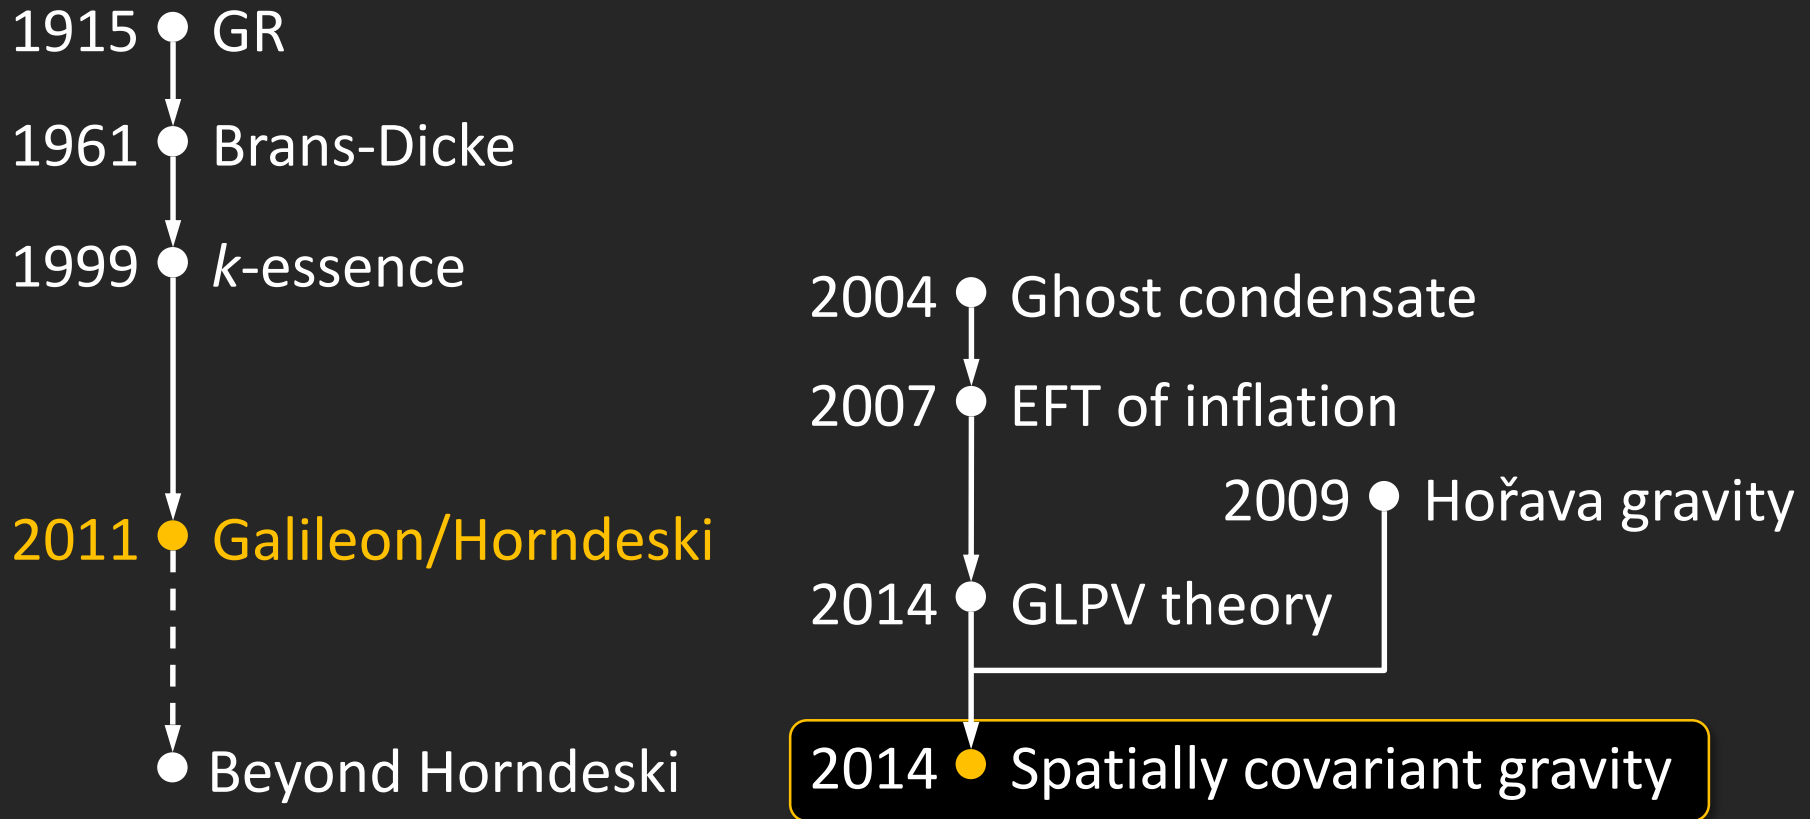 1915 GR
1961 Brans-Dicke
1999 k-essence
2011 Galileon/Horndeski
Beyond Horndeski
2004 Ghost condensate
2007 EFT of inflation
2009 Hořava gravity
2014 GLPV theory
2014 Spatially covariant gravity